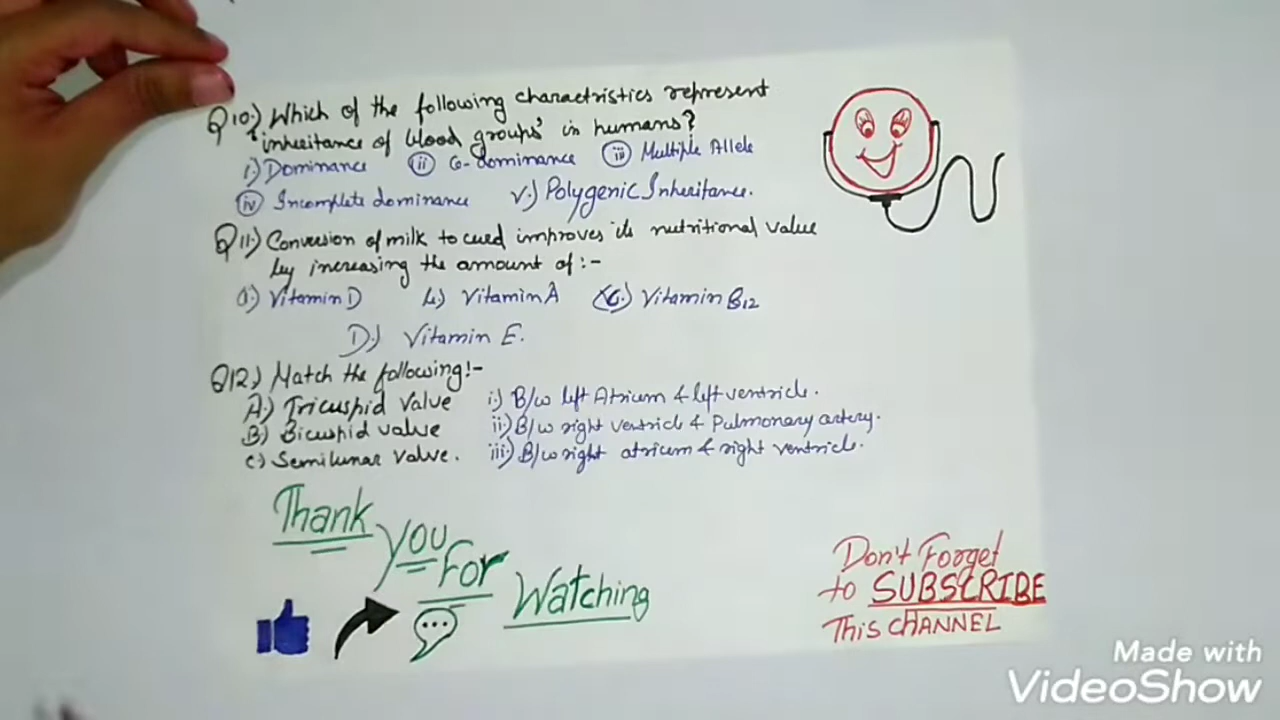 Q10.) Which of the following charactristics represent
'inheritance of blood groups' in humans?
i.) Dominance ii Co-dominance iii Multiple Allele
iv Incomplete dominance v.) Polygenic Inheritance.
Q11) Conversion of milk to curd improves its nutritional value
by increasing the amount of :-
a.) Vitamin D b.) Vitamin A c.) Vitamin B12
D.) Vitamin E.
Q12.) Match the following:-
A.) Tricuspid Valve i.) B/w left Atrium & left ventricle.
B.) Bicuspid valve ii.) B/w right ventricle & Pulmonary artery.
C.) Semilunar Valve. iii.) B/w right atrium & right ventricle.
Thank
you
For
Watching
Don't Forget
to SUBSCRIBE
This CHANNEL
Made with
VideoShow